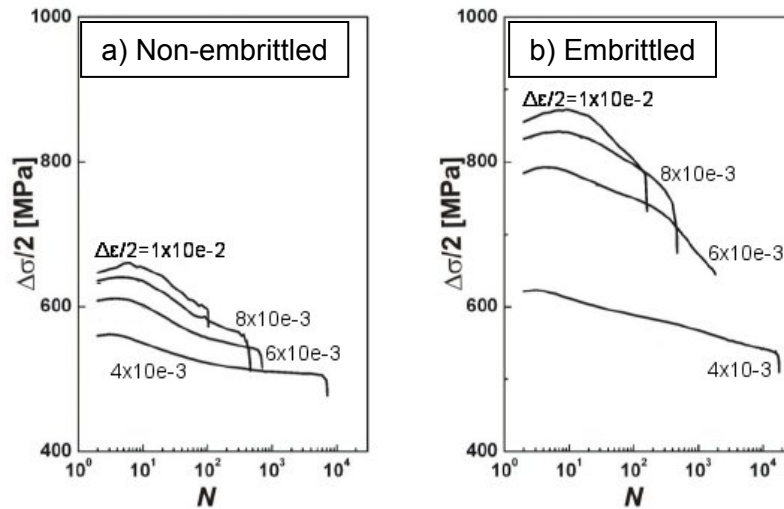 a) Non-embrittled
1000
800
600
400
Δσ/2 [MPa]
Δε/2=1x10e-2
8x10e-3
6x10e-3
4x10e-3
10⁰ 10¹ 10² 10³ 10⁴
N
b) Embrittled
1000
800
600
400
Δσ/2 [MPa]
Δε/2=1x10e-2
8x10e-3
6x10e-3
4x10-3
10⁰ 10¹ 10² 10³ 10⁴
N